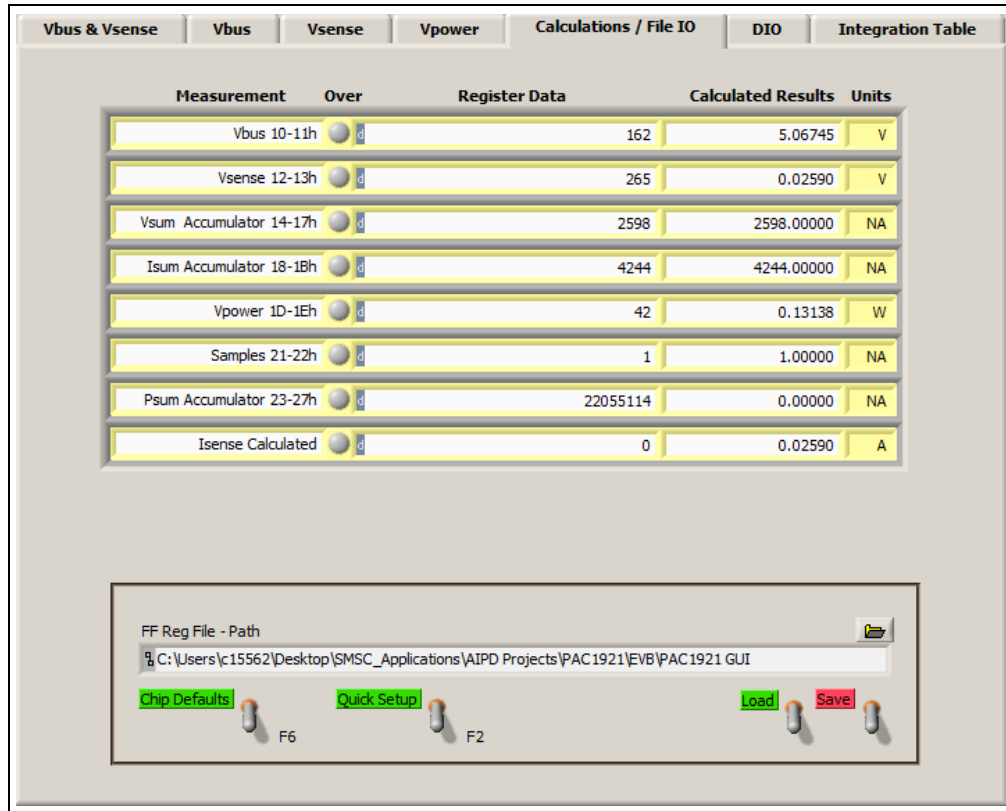 Vbus & Vsense Vbus Vsense Vpower Calculations / File IO DIO Integration Table
Measurement Over Register Data Calculated Results Units
Vbus 10-11h d 162 5.06745 V
Vsense 12-13h d 265 0.02590 V
Vsum Accumulator 14-17h d 2598 2598.00000 NA
Isum Accumulator 18-1Bh d 4244 4244.00000 NA
Vpower 1D-1Eh d 42 0.13138 W
Samples 21-22h d 1 1.00000 NA
Psum Accumulator 23-27h d 22055114 0.00000 NA
Isense Calculated d 0 0.02590 A
FF Reg File - Path
C:\Users\c15562\Desktop\SMSC_Applications\AIPD Projects\PAC1921\EVB\PAC1921 GUI
Chip Defaults Quick Setup Load Save
F6 F2